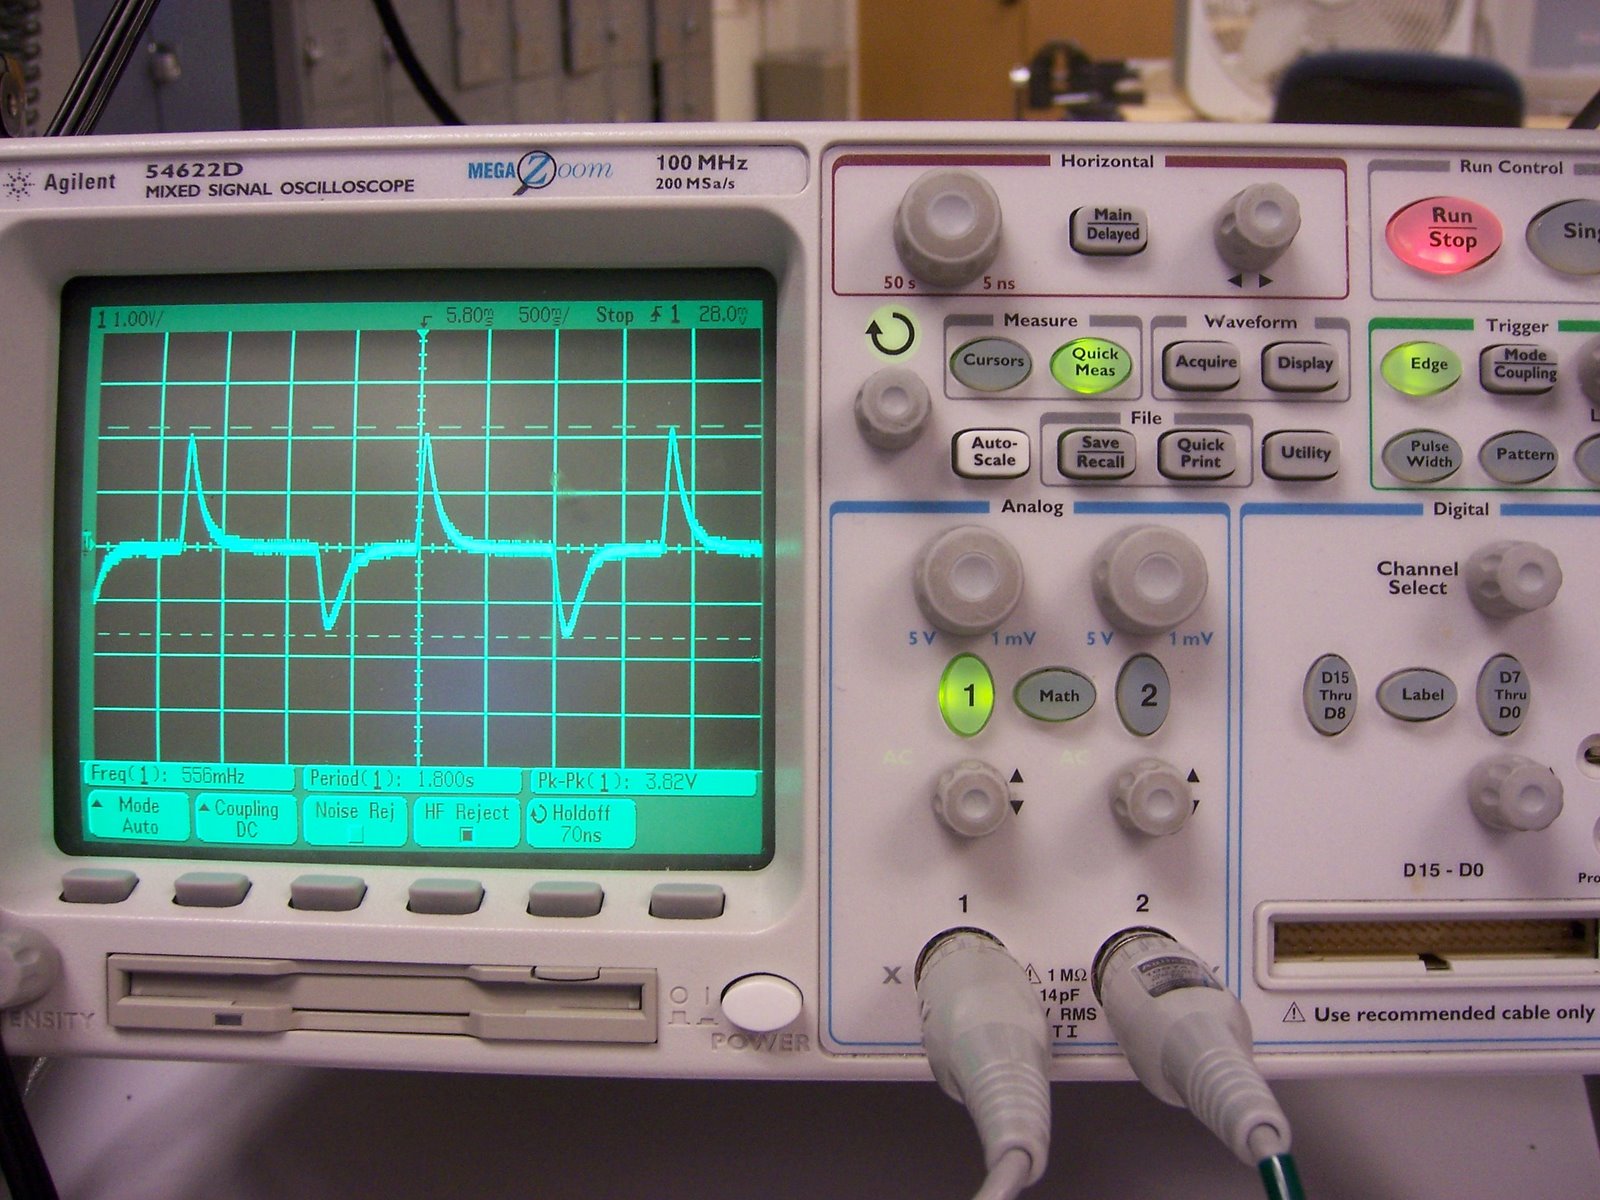 Agilent
54622D
MIXED SIGNAL OSCILLOSCOPE
MEGA Zoom
100 MHz
200 MSa/s
1 1.00V/ 5.80ms 500ms/ Stop 1 28.0mV
Freq(1): 556mHz Period(1): 1.800s Pk-Pk(1): 3.82V
Mode
Auto
Coupling
DC
Noise Rej
HF Reject
Holdoff
70ns
POWER
Horizontal
50 s
5 ns
Main
Delayed
Run Control
Run
Stop
Measure
Cursors
Quick
Meas
Waveform
Acquire
Display
Trigger
Edge
Mode
Coupling
Auto-
Scale
File
Save
Recall
Quick
Print
Utility
Pulse
Width
Pattern
Analog
5 V
1 mV
5 V
1 mV
1
Math
2
AC
AC
1
2
X
1 MΩ
14pF
RMS
Digital
Channel
Select
D15
Thru
D8
Label
D7
Thru
D0
D15 - D0
Use recommended cable only